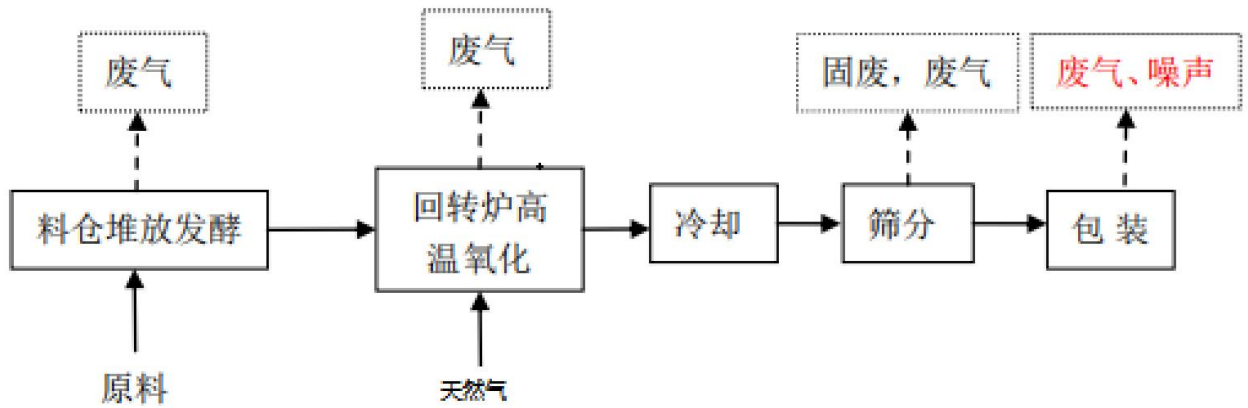 废气
废气
固废，废气
废气、噪声
料仓堆放发酵
回转炉高
温氧化
冷却
筛分
包 装
原料
天然气